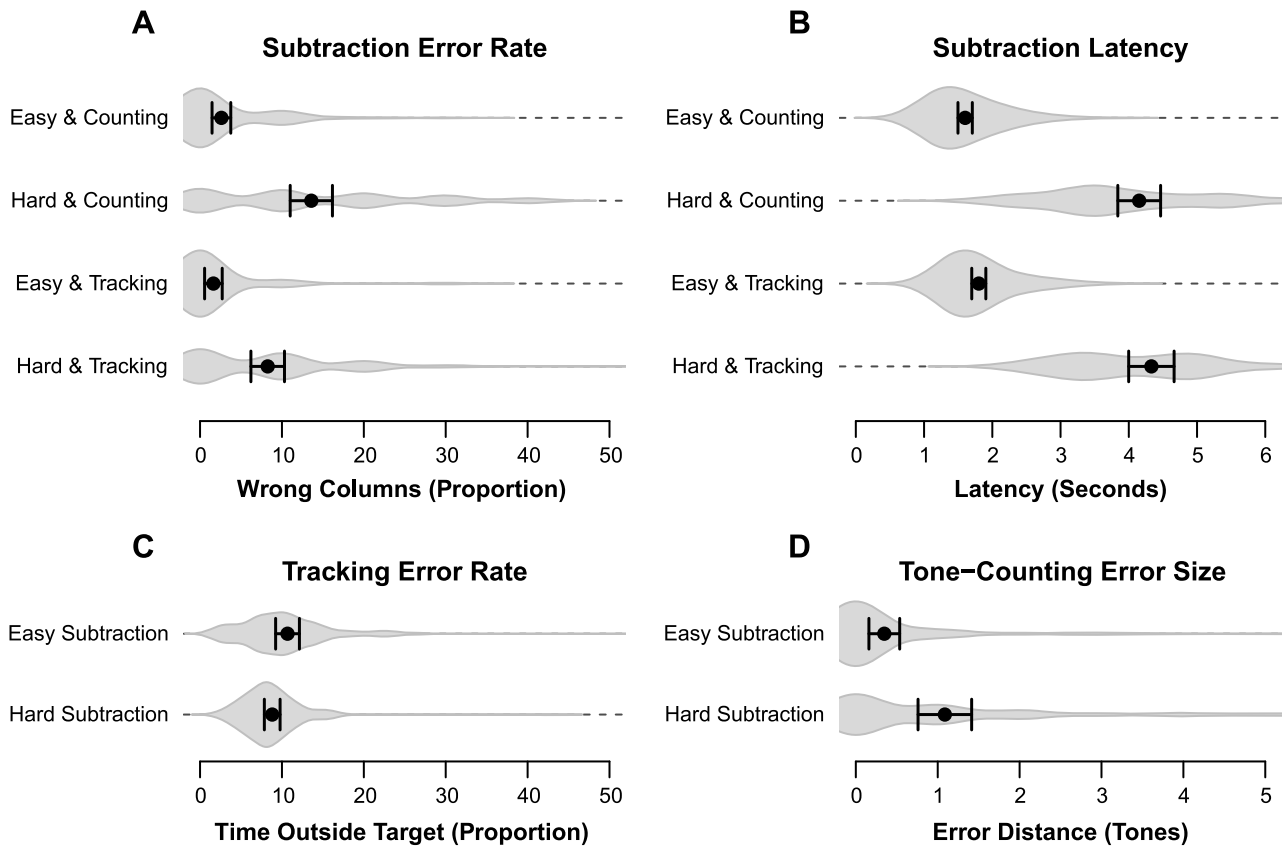 A
Subtraction Error Rate
Easy & Counting
Hard & Counting
Easy & Tracking
Hard & Tracking
0 10 20 30 40 50
Wrong Columns (Proportion)
B
Subtraction Latency
Easy & Counting
Hard & Counting
Easy & Tracking
Hard & Tracking
0 1 2 3 4 5 6
Latency (Seconds)
C
Tracking Error Rate
Easy Subtraction
Hard Subtraction
0 10 20 30 40 50
Time Outside Target (Proportion)
D
Tone−Counting Error Size
Easy Subtraction
Hard Subtraction
0 1 2 3 4 5
Error Distance (Tones)